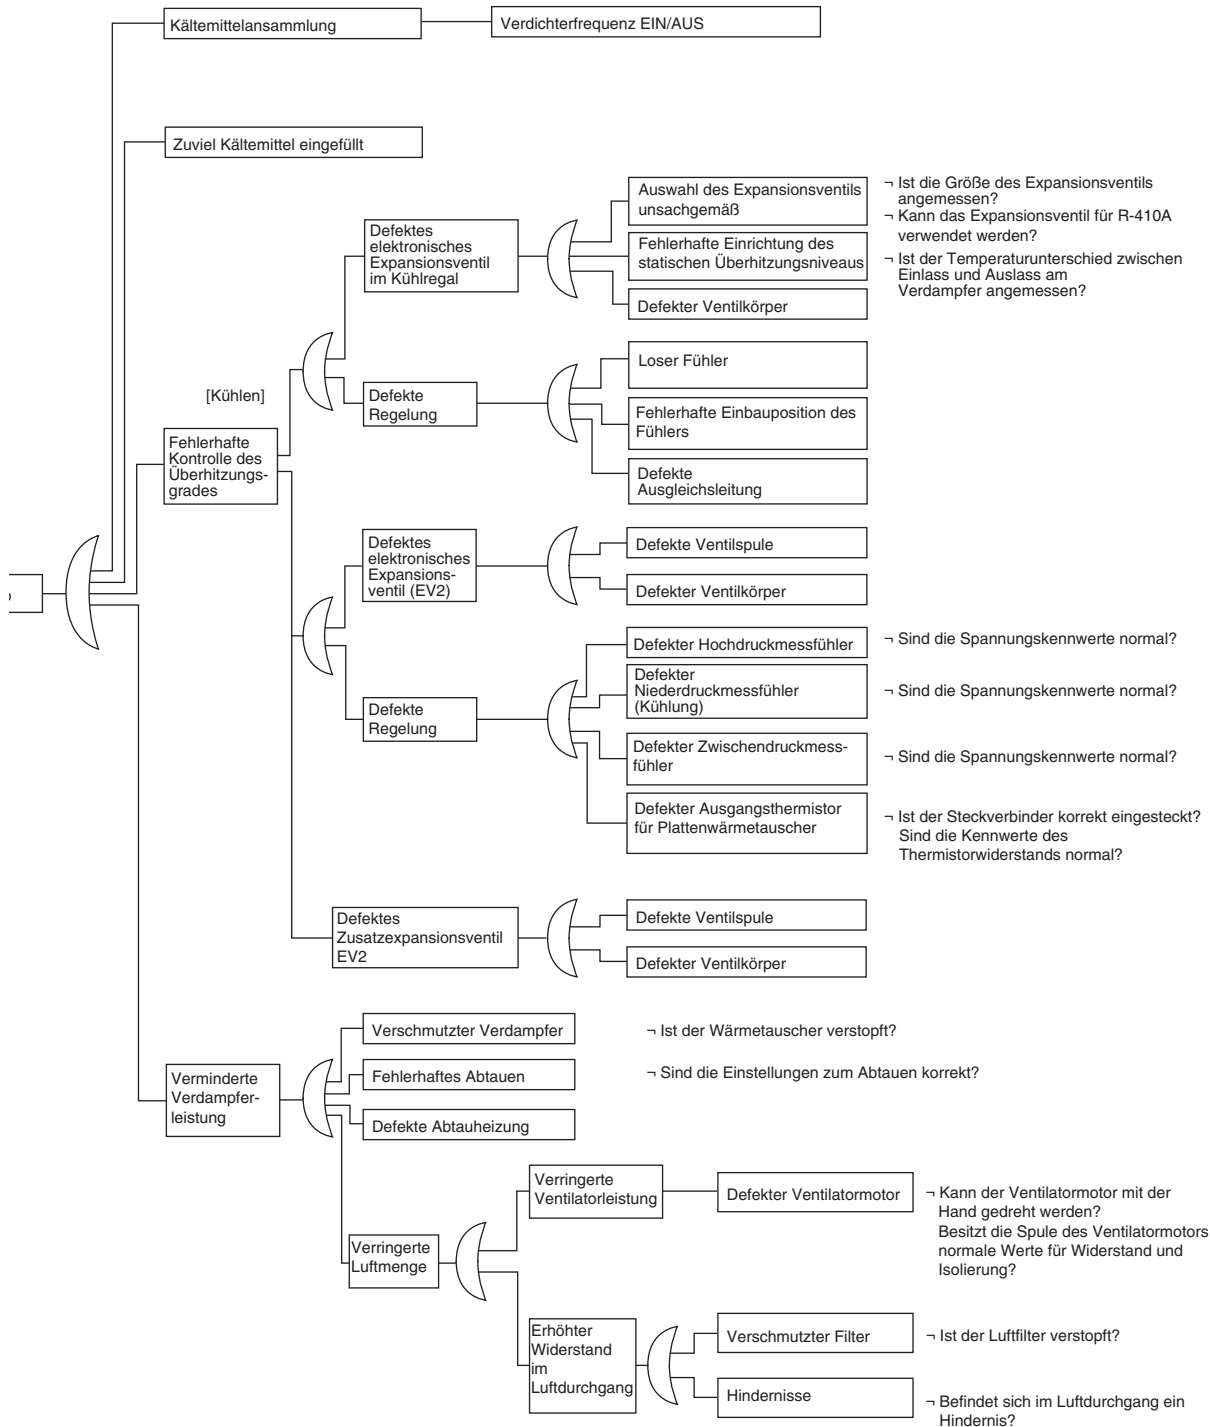 Kältemittelansammlung
Verdichterfrequenz EIN/AUS
Zuviel Kältemittel eingefüllt
Auswahl des Expansionsventils
unsachgemäß
¬ Ist die Größe des Expansionsventils
angemessen?
¬ Kann das Expansionsventil für R-410A
verwendet werden?
Defektes
elektronisches
Expansionsventil
im Kühlregal
Fehlerhafte Einrichtung des
statischen Überhitzungsniveaus
¬ Ist der Temperaturunterschied zwischen
Einlass und Auslass am
Verdampfer angemessen?
Defekter Ventilkörper
[Kühlen]
Defekte
Regelung
Loser Fühler
Fehlerhafte Einbauposition des
Fühlers
Defekte
Ausgleichsleitung
Fehlerhafte
Kontrolle des
Überhitzungs-
grades
Defektes
elektronisches
Expansions-
ventil (EV2)
Defekte Ventilspule
Defekter Ventilkörper
Defekte
Regelung
Defekter Hochdruckmessfühler
¬ Sind die Spannungskennwerte normal?
Defekter
Niederdruckmessfühler
(Kühlung)
¬ Sind die Spannungskennwerte normal?
Defekter Zwischendruckmess-
fühler
¬ Sind die Spannungskennwerte normal?
Defekter Ausgangsthermistor
für Plattenwärmetauscher
¬ Ist der Steckverbinder korrekt eingesteckt?
Sind die Kennwerte des
Thermistorwiderstands normal?
Defektes
Zusatzexpansionsventil
EV2
Defekte Ventilspule
Defekter Ventilkörper
Verminderte
Verdampfer-
leistung
Verschmutzter Verdampfer
¬ Ist der Wärmetauscher verstopft?
Fehlerhaftes Abtauen
¬ Sind die Einstellungen zum Abtauen korrekt?
Defekte Abtauheizung
Verringerte
Luftmenge
Verringerte
Ventilatorleistung
Defekter Ventilatormotor
¬ Kann der Ventilatormotor mit der
Hand gedreht werden?
Besitzt die Spule des Ventilatormotors
normale Werte für Widerstand und
Isolierung?
Erhöhter
Widerstand
im
Luftdurchgang
Verschmutzter Filter
¬ Ist der Luftfilter verstopft?
Hindernisse
¬ Befindet sich im Luftdurchgang ein
Hindernis?